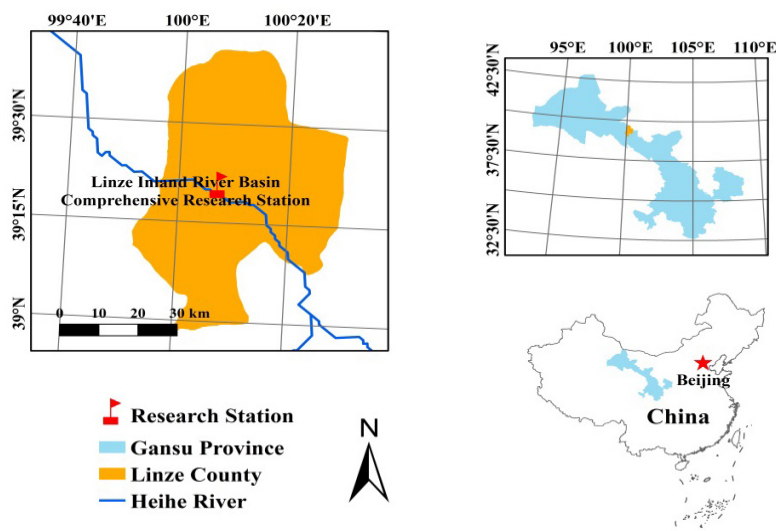 99°40'E 100°E 100°20'E
39°30'N
39°15'N
39°N
Linze Inland River Basin
Comprehensive Research Station
0 10 20 30 km
95°E 100°E 105°E 110°E
42°30'N
37°30'N
32°30'N
Beijing
China
Research Station
Gansu Province
Linze County
Heihe River
N